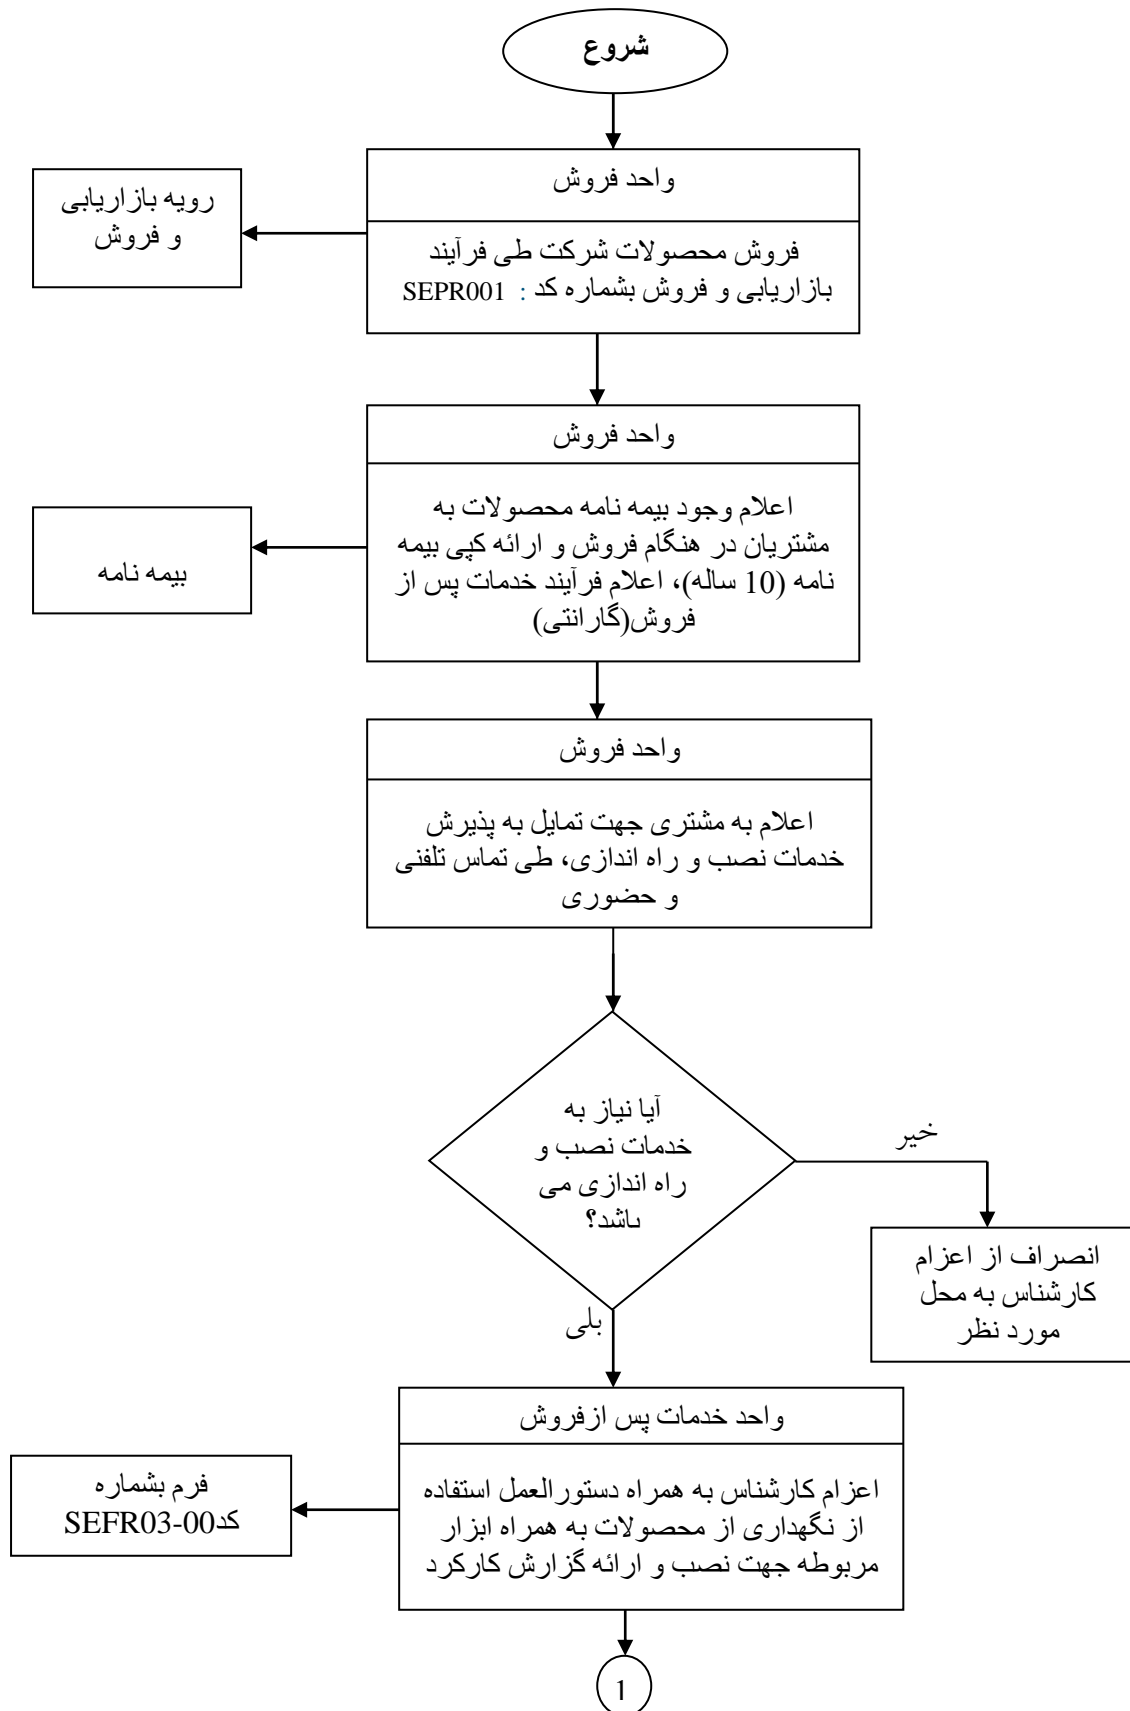 شروع
واحد فروش
فروش محصولات شرکت طی فرآیند
بازاریابی و فروش بشماره کد : SEPR001
رویه بازاریابی
و فروش
واحد فروش
اعلام وجود بیمه نامه محصولات به
مشتریان در هنگام فروش و ارائه کپی بیمه
نامه (10 ساله)، اعلام فرآیند خدمات پس از
فروش(گارانتی)
بیمه نامه
واحد فروش
اعلام به مشتری جهت تمایل به پذیرش
خدمات نصب و راه اندازی، طی تماس تلفنی
و حضوری
آیا نیاز به
خدمات نصب و
راه اندازی می
باشد؟
خیر
انصراف از اعزام
کارشناس به محل
مورد نظر
بلی
واحد خدمات پس ازفروش
اعزام کارشناس به همراه دستورالعمل استفاده
از نگهداری از محصولات به همراه ابزار
مربوطه جهت نصب و ارائه گزارش کارکرد
فرم بشماره
کدSEFR03-00
1